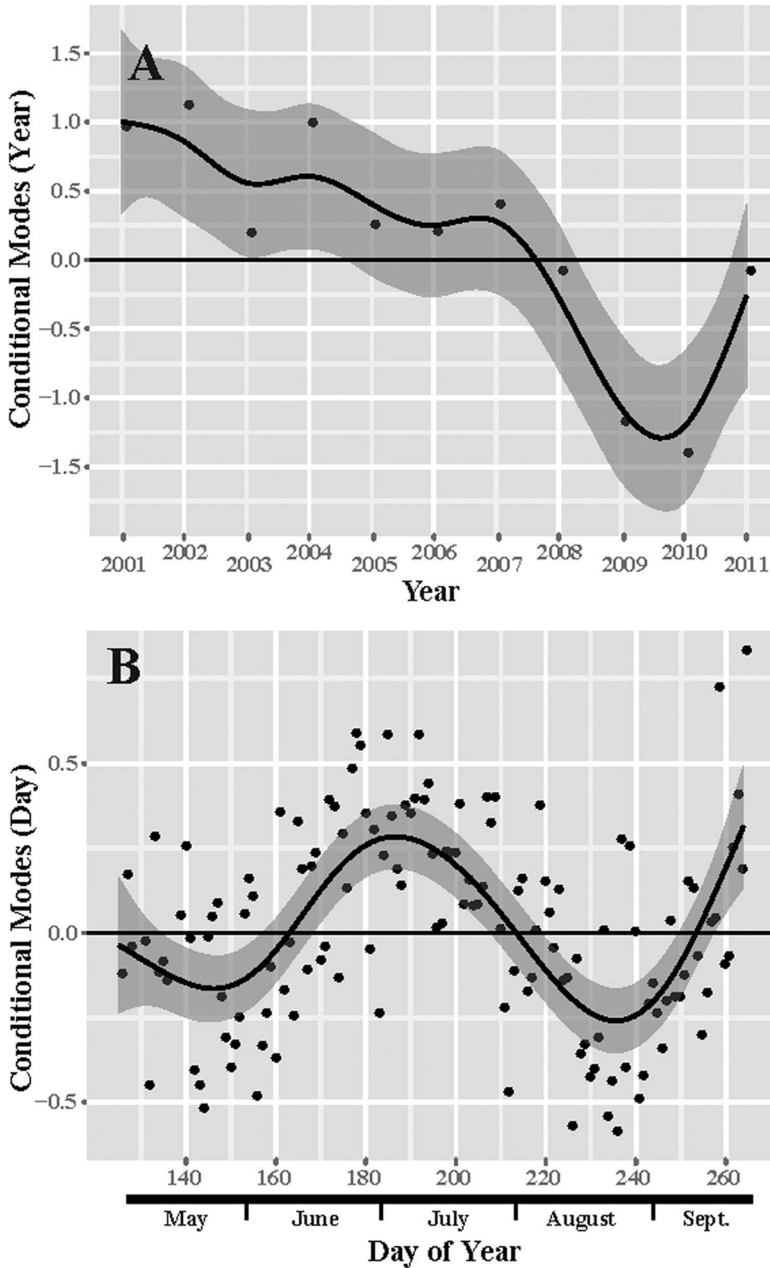 A
Conditional Modes (Year)
1.5
1.0
0.5
0.0
−0.5
−1.0
−1.5
2001 2002 2003 2004 2005 2006 2007 2008 2009 2010 2011
Year
B
Conditional Modes (Day)
0.5
0.0
−0.5
140 160 180 200 220 240 260
May June July August Sept.
Day of Year